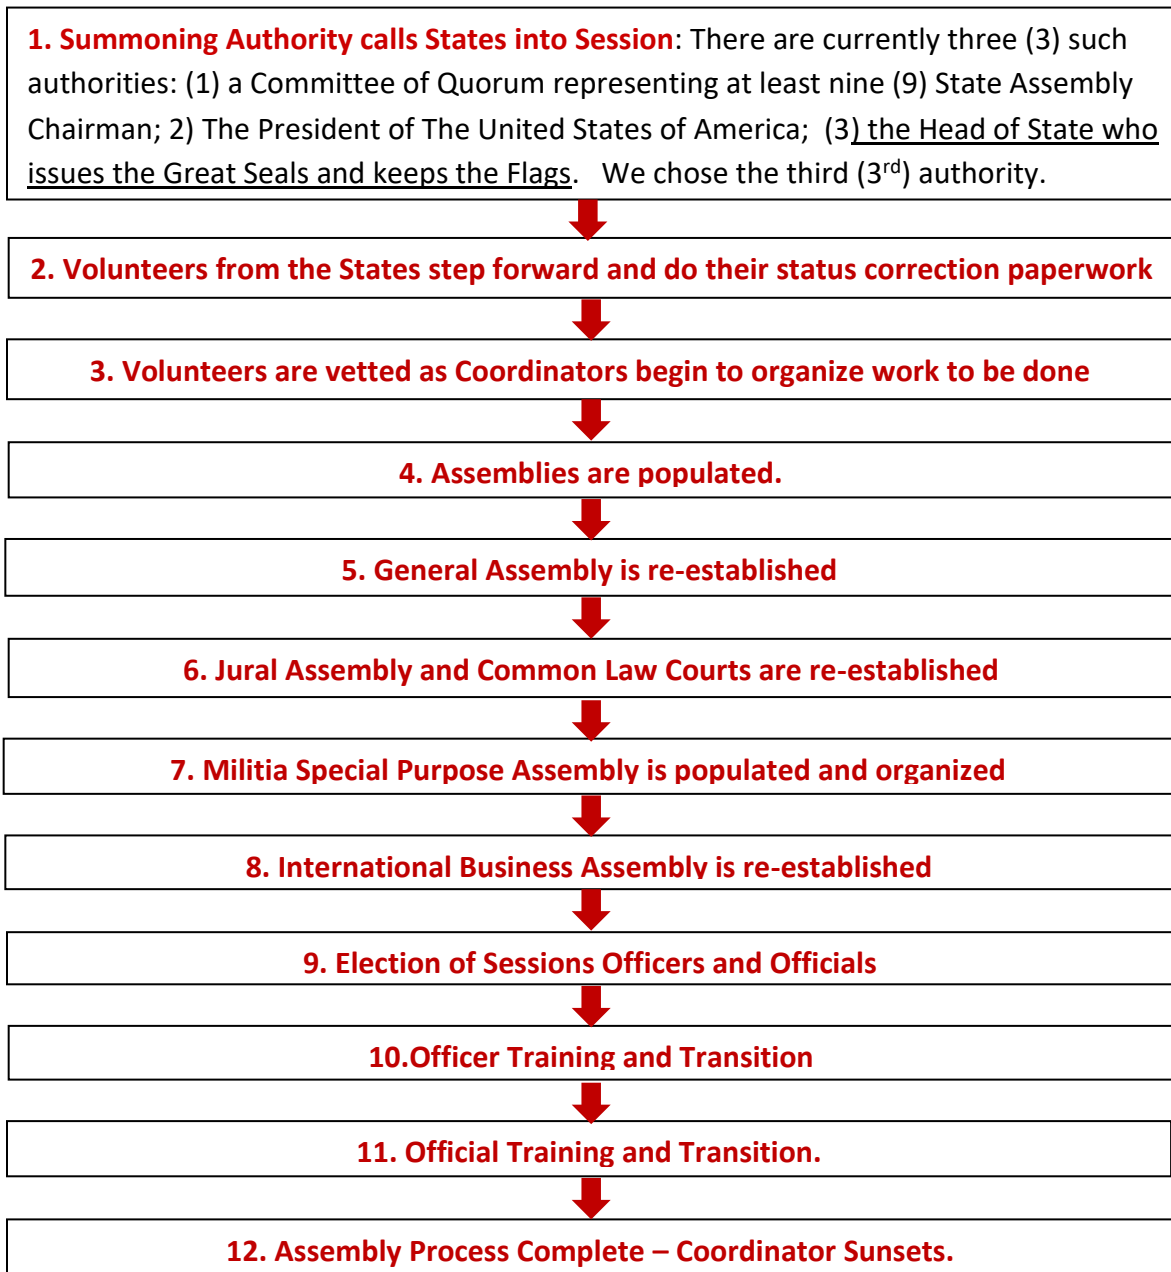 1. Summoning Authority calls States into Session: There are currently three (3) such
authorities: (1) a Committee of Quorum representing at least nine (9) State Assembly
Chairman; 2) The President of The United States of America;  (3) the Head of State who
issues the Great Seals and keeps the Flags.   We chose the third (3rd) authority.
2. Volunteers from the States step forward and do their status correction paperwork
3. Volunteers are vetted as Coordinators begin to organize work to be done
4. Assemblies are populated.
5. General Assembly is re-established
6. Jural Assembly and Common Law Courts are re-established
7. Militia Special Purpose Assembly is populated and organized
8. International Business Assembly is re-established
9. Election of Sessions Officers and Officials
10.Officer Training and Transition
11. Official Training and Transition.
12. Assembly Process Complete – Coordinator Sunsets.